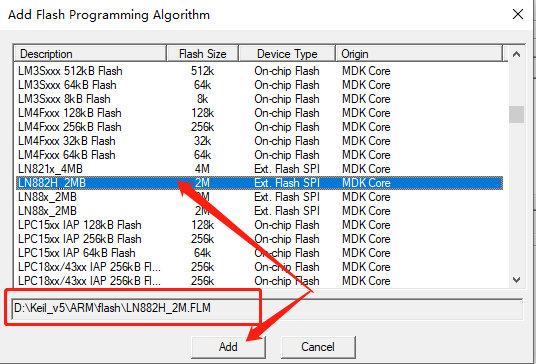 Add Flash Programming Algorithm
Description Flash Size Device Type Origin
LM3Sxxx 512kB Flash 512k On-chip Flash MDK Core
LM3Sxxx 64kB Flash 64k On-chip Flash MDK Core
LM3Sxxx 8kB Flash 8k On-chip Flash MDK Core
LM4Fxxx 128kB Flash 128k On-chip Flash MDK Core
LM4Fxxx 256kB Flash 256k On-chip Flash MDK Core
LM4Fxxx 32kB Flash 32k On-chip Flash MDK Core
LM4Fxxx 64kB Flash 64k On-chip Flash MDK Core
LN821x_4MB 4M Ext. Flash SPI MDK Core
LN882H_2MB 2M Ext. Flash SPI MDK Core
LN88x_2MB 2M Ext. Flash SPI MDK Core
LN88x_2MB 2M Ext. Flash SPI MDK Core
LPC15xx IAP 128kB Flash 128k On-chip Flash MDK Core
LPC15xx IAP 256kB Flash 256k On-chip Flash MDK Core
LPC15xx IAP 64kB Flash 64k On-chip Flash MDK Core
LPC18xx/43xx IAP 256kB Fl... 256k On-chip Flash MDK Core
LPC18xx/43xx IAP 256kB Fl... 256k On-chip Flash MDK Core
D:\Keil_v5\ARM\flash\LN882H_2M.FLM
Add Cancel